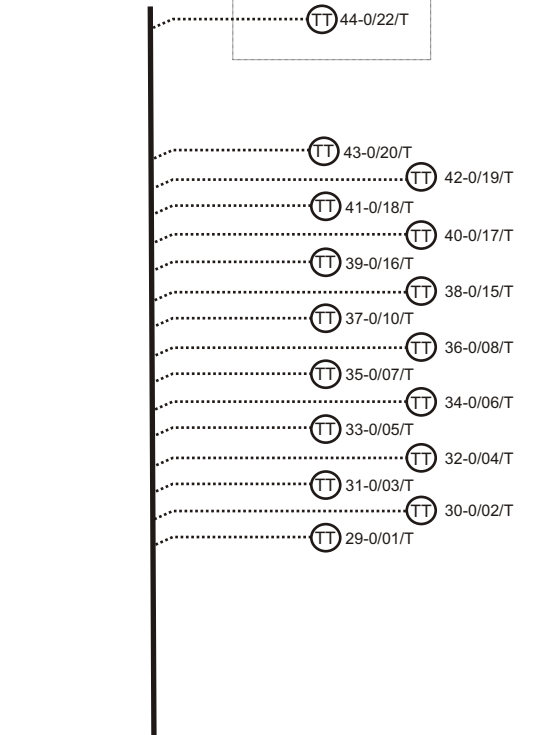 TT 44-0/22/T
TT 43-0/20/T
TT 42-0/19/T
TT 41-0/18/T
TT 40-0/17/T
TT 39-0/16/T
TT 38-0/15/T
TT 37-0/10/T
TT 36-0/08/T
TT 35-0/07/T
TT 34-0/06/T
TT 33-0/05/T
TT 32-0/04/T
TT 31-0/03/T
TT 30-0/02/T
TT 29-0/01/T